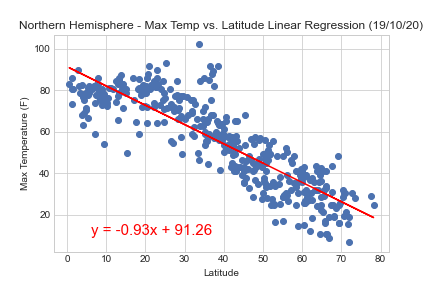 Northern Hemisphere - Max Temp vs. Latitude Linear Regression (19/10/20)
100
80
60
40
20
Max Temperature (F)
y = -0.93x + 91.26
0 10 20 30 40 50 60 70 80
Latitude